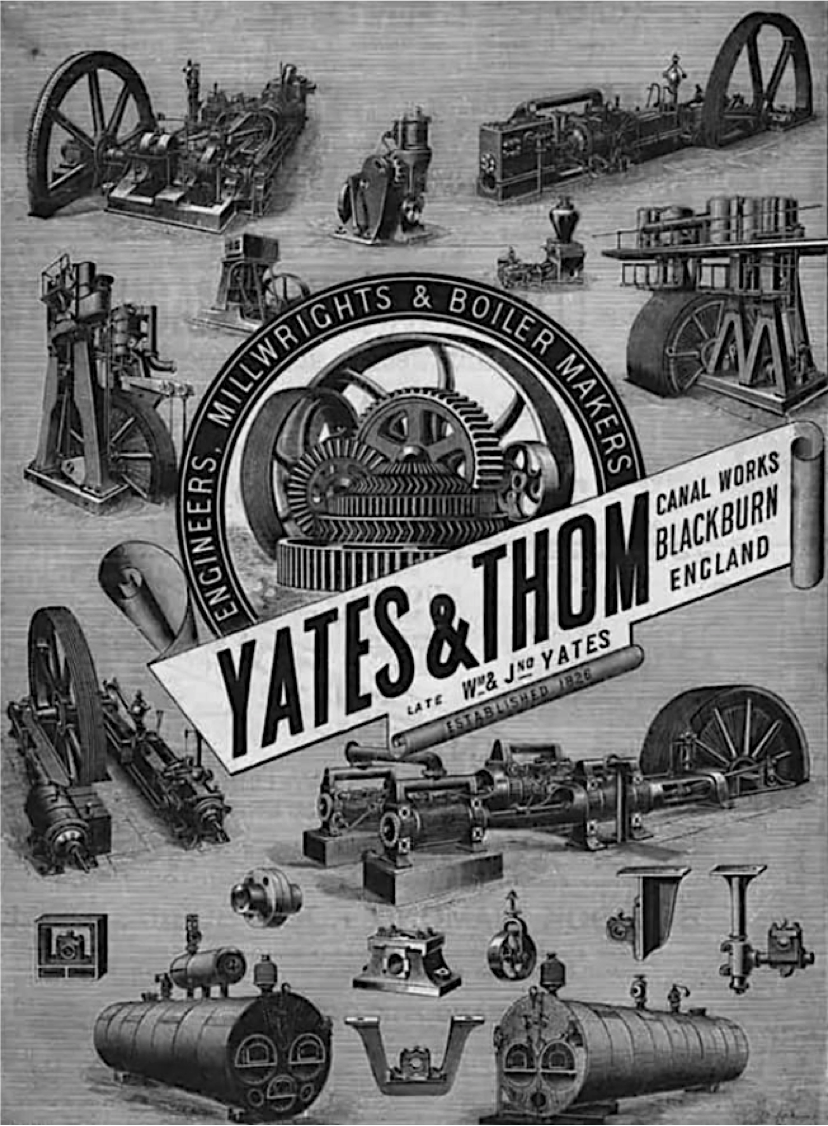 ENGINEERS, MILLWRIGHTS & BOILER MAKERS
YATES & THOM
CANAL WORKS
BLACKBURN
ENGLAND
LATE WM & JNO YATES
ESTABLISHED 1826